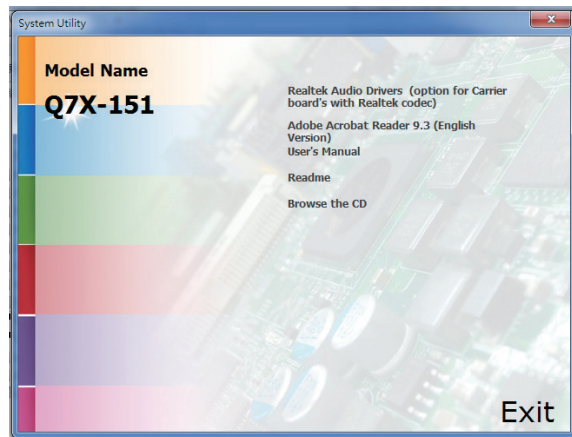 System Utility
Model Name
Q7X-151
Realtek Audio Drivers (option for Carrier
board's with Realtek codec)
Adobe Acrobat Reader 9.3 (English
Version)
User's Manual
Readme
Browse the CD
Exit